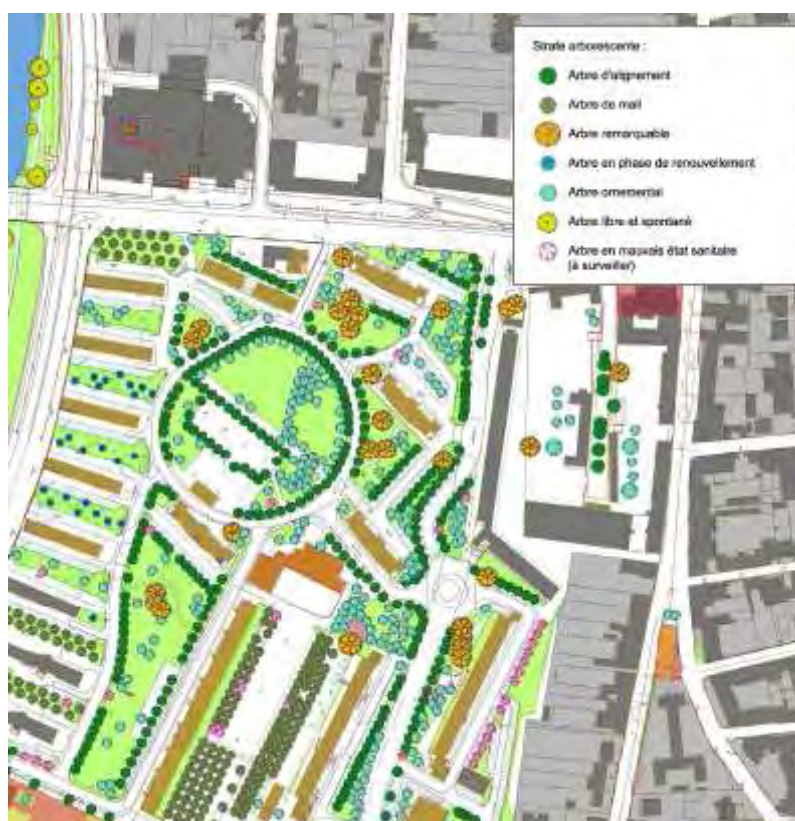 Strate arborescente :
Arbre d'alignement
Arbre de mail
Arbre remarquable
Arbre en phase de renouvellement
Arbre ornemental
Arbre libre et spontané
Arbre en mauvais état sanitaire
(à surveiller)